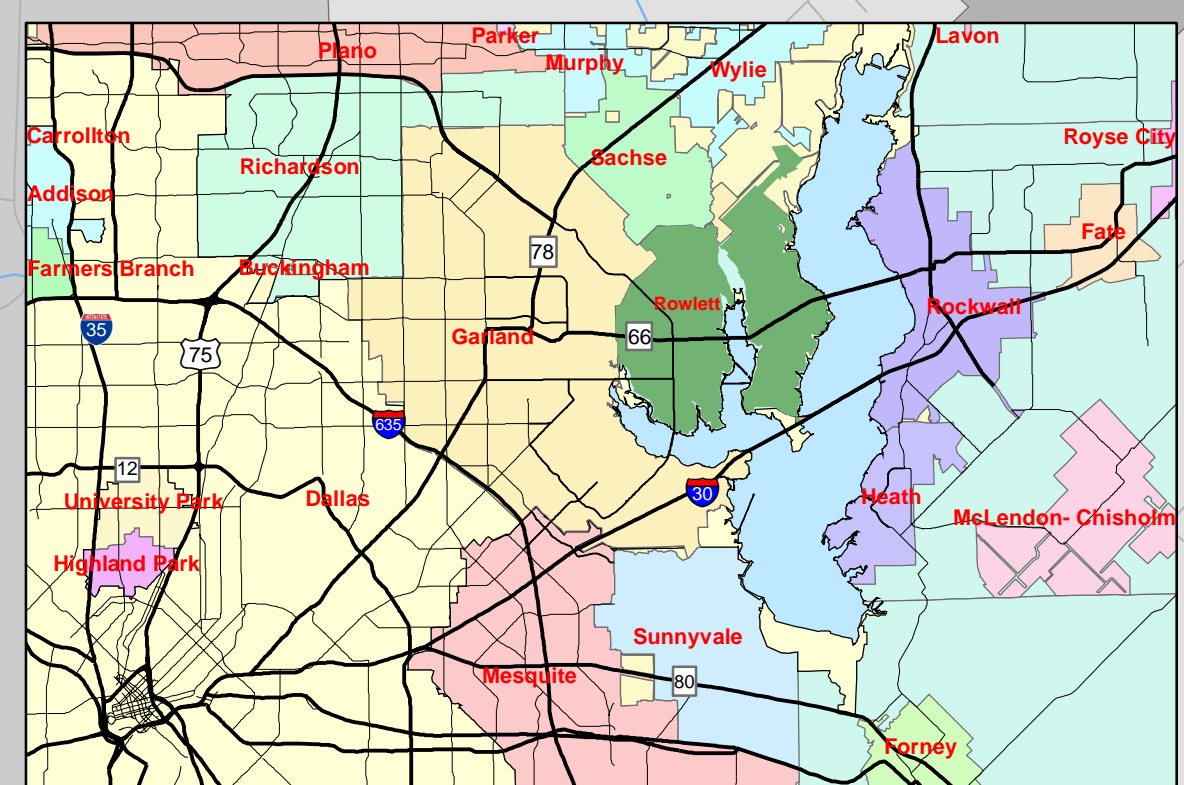 Parker
Lavon
Plano
Murphy
Wylie
Carrollton
Royse City
Sachse
Richardson
Addison
Fate
78
Farmers Branch
Buckingham
Rowlett
Rockwall
35
Garland
66
75
635
12
30
Heath
University Park
Dallas
McLendon- Chisholm
Highland Park
Sunnyvale
Mesquite
80
Forney